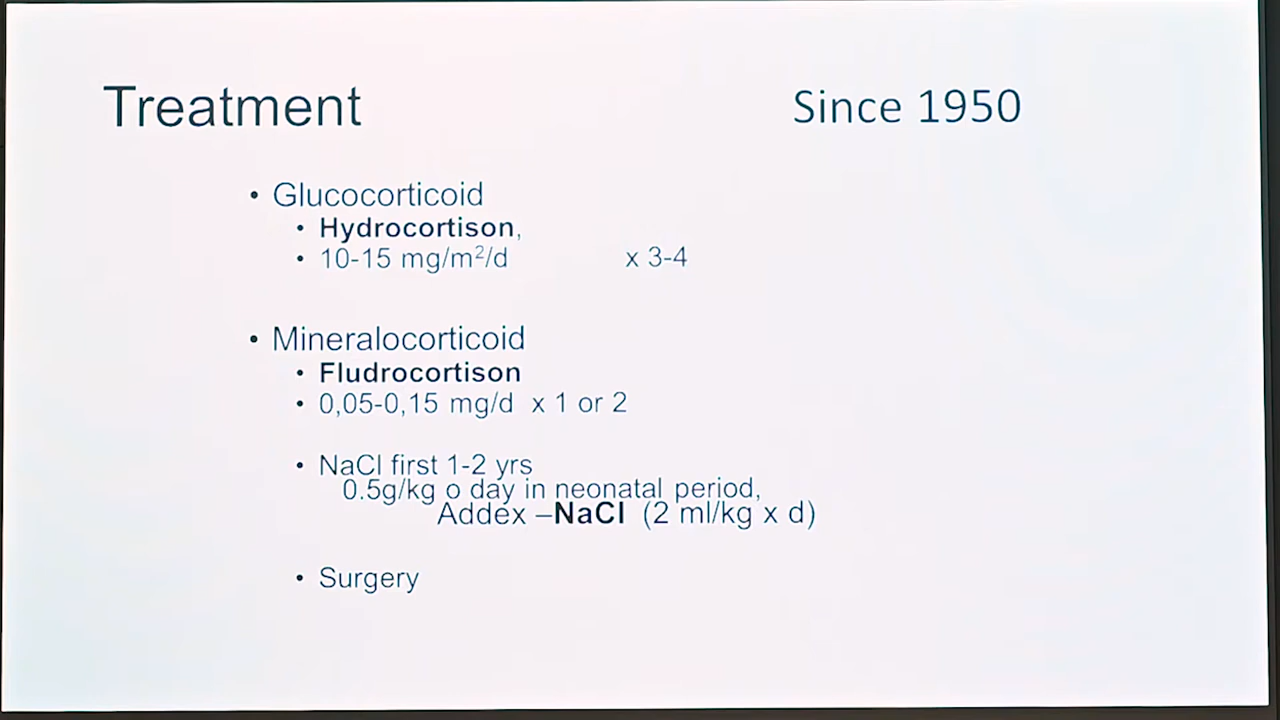 Treatment Since 1950
• Glucocorticoid
• Hydrocortison,
• 10-15 mg/m²/d x 3-4
• Mineralocorticoid
• Fludrocortison
• 0,05-0,15 mg/d x 1 or 2
• NaCl first 1-2 yrs
0.5g/kg o day in neonatal period,
Addex –NaCl (2 ml/kg x d)
• Surgery